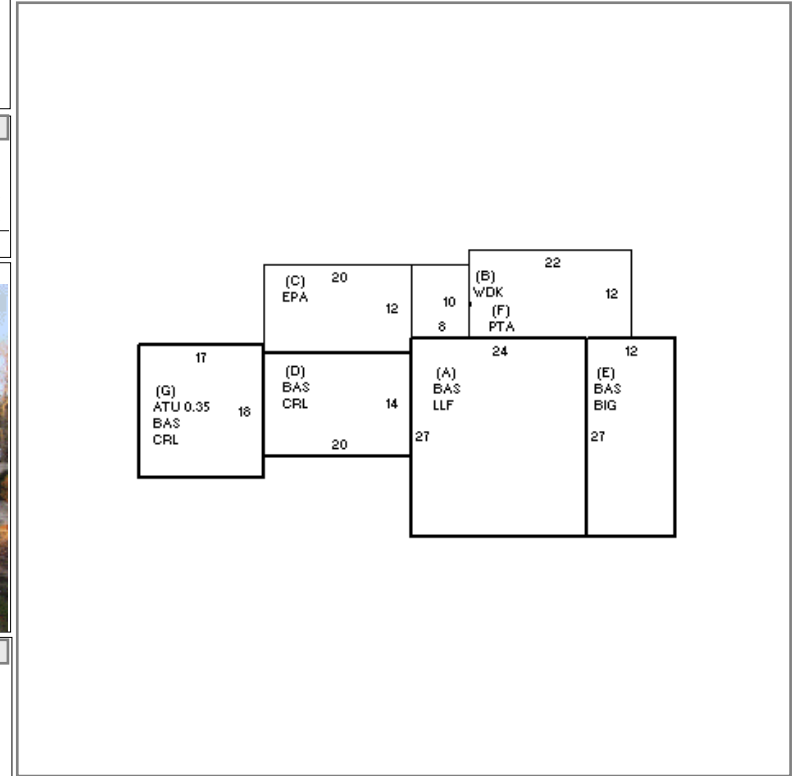 22
(B)
WDK
12
(F)
PTA
(C) 20
EPA
12
10
8
17
(G)
ATU 0.35
BAS
CRL
18
(D)
BAS
CRL
14
20
24
(A)
BAS
LLF
27
12
(E)
BAS
BIG
27